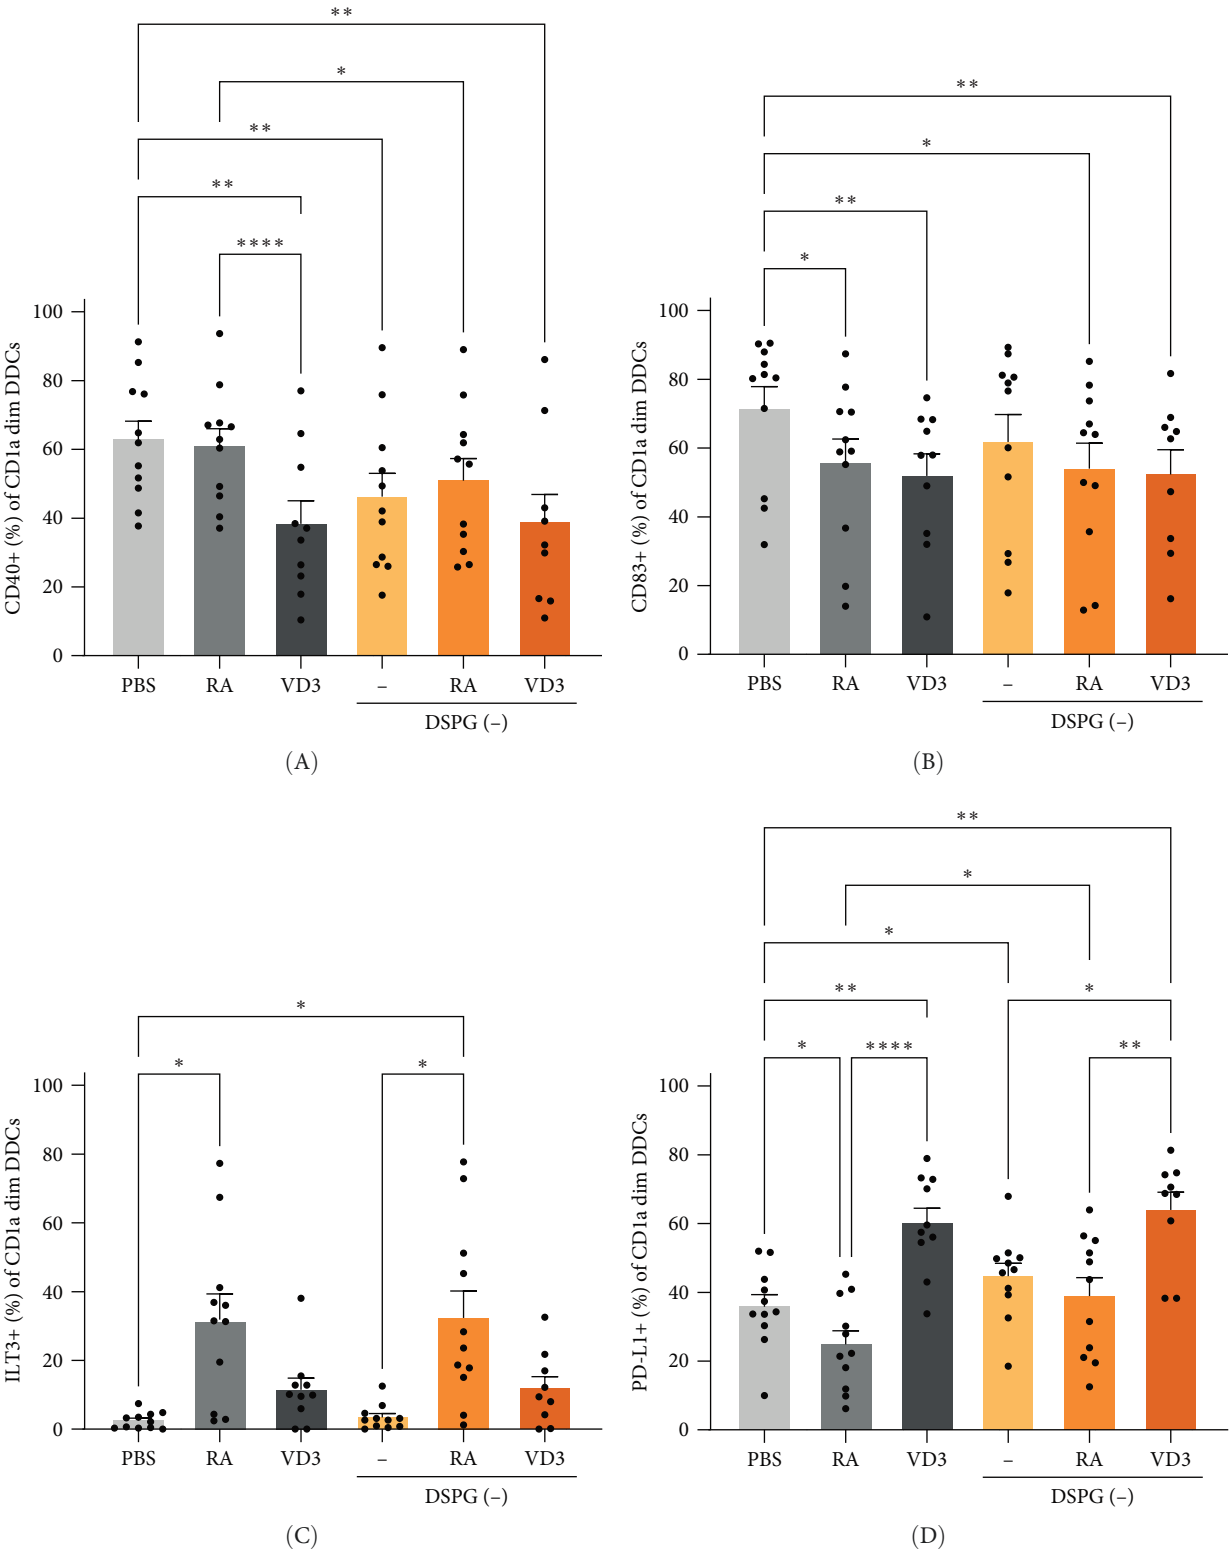 **
*
**
**
****
CD40+ (%) of CD1a dim DDCs
100
80
60
40
20
0
PBS RA VD3 – RA VD3
DSPG (–)
(A)
**
*
**
*
CD83+ (%) of CD1a dim DDCs
100
80
60
40
20
0
PBS RA VD3 – RA VD3
DSPG (–)
(B)
*
* *
ILT3+ (%) of CD1a dim DDCs
100
80
60
40
20
0
PBS RA VD3 – RA VD3
DSPG (–)
(C)
**
*
*
** *
* **** **
PD-L1+ (%) of CD1a dim DDCs
100
80
60
40
20
0
PBS RA VD3 – RA VD3
DSPG (–)
(D)